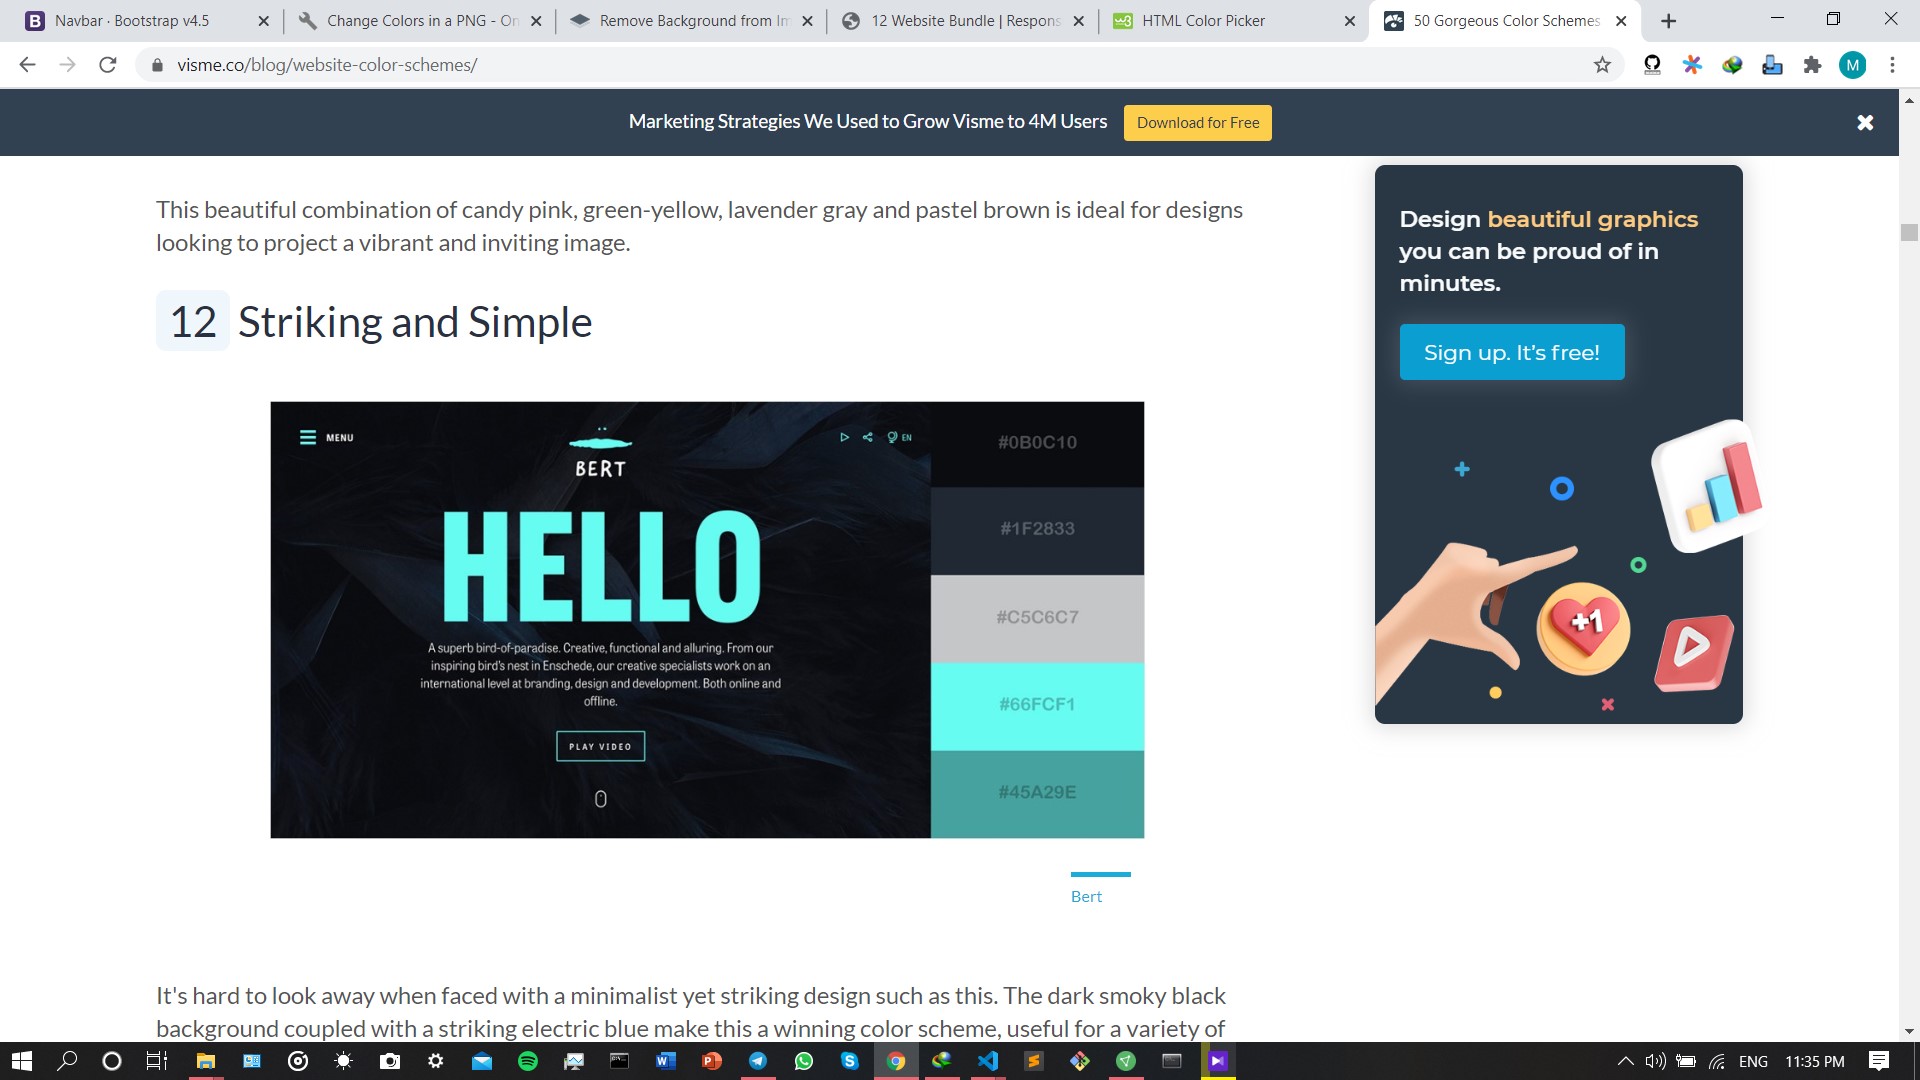 Navbar · Bootstrap v4.5
Change Colors in a PNG - On
Remove Background from Im
12 Website Bundle | Respons
HTML Color Picker
50 Gorgeous Color Schemes
visme.co/blog/website-color-schemes/
M
Marketing Strategies We Used to Grow Visme to 4M Users
Download for Free
This beautiful combination of candy pink, green-yellow, lavender gray and pastel brown is ideal for designs
looking to project a vibrant and inviting image.
12 Striking and Simple
MENU
BERT
EN
HELLO
A superb bird-of-paradise. Creative, functional and alluring. From our
inspiring bird's nest in Enschede, our creative specialists work on an
international level at branding, design and development. Both online and
offline.
PLAY VIDEO
#0B0C10
#1F2833
#C5C6C7
#66FCF1
#45A29E
Bert
It's hard to look away when faced with a minimalist yet striking design such as this. The dark smoky black
background coupled with a striking electric blue make this a winning color scheme, useful for a variety of
Design beautiful graphics
you can be proud of in
minutes.
Sign up. It's free!
+1
ENG
11:35 PM